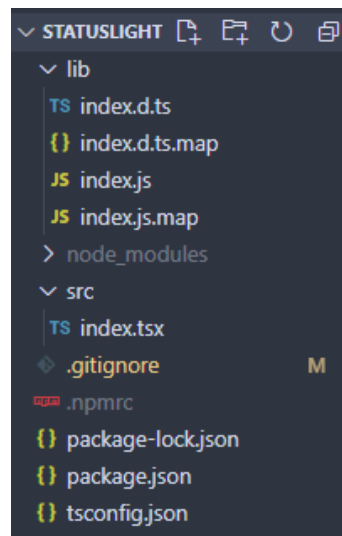 STATUSLIGHT
lib
TS index.d.ts
{} index.d.ts.map
JS index.js
JS index.js.map
node_modules
src
TS index.tsx
.gitignore M
npm .npmrc
{} package-lock.json
{} package.json
{} tsconfig.json